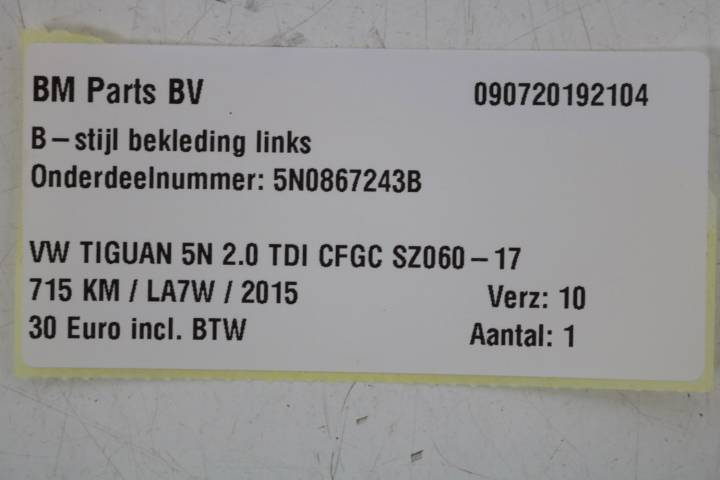 BM Parts BV 090720192104
B-stijl bekleding links
Onderdeelnummer: 5N0867243B
VW TIGUAN 5N 2.0 TDI CFGC SZ060-17
715 KM / LA7W / 2015 Verz: 10
30 Euro incl. BTW Aantal: 1